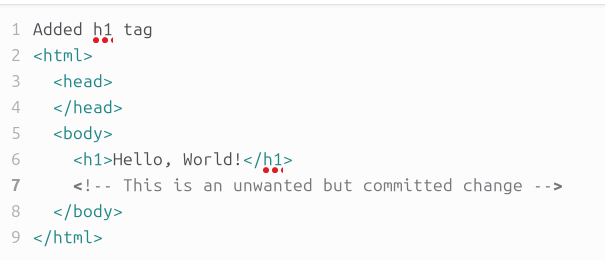 1 Added h1 tag
2 <html>
3   <head>
4   </head>
5   <body>
6     <h1>Hello, World!</h1>
7     <!-- This is an unwanted but committed change -->
8   </body>
9 </html>